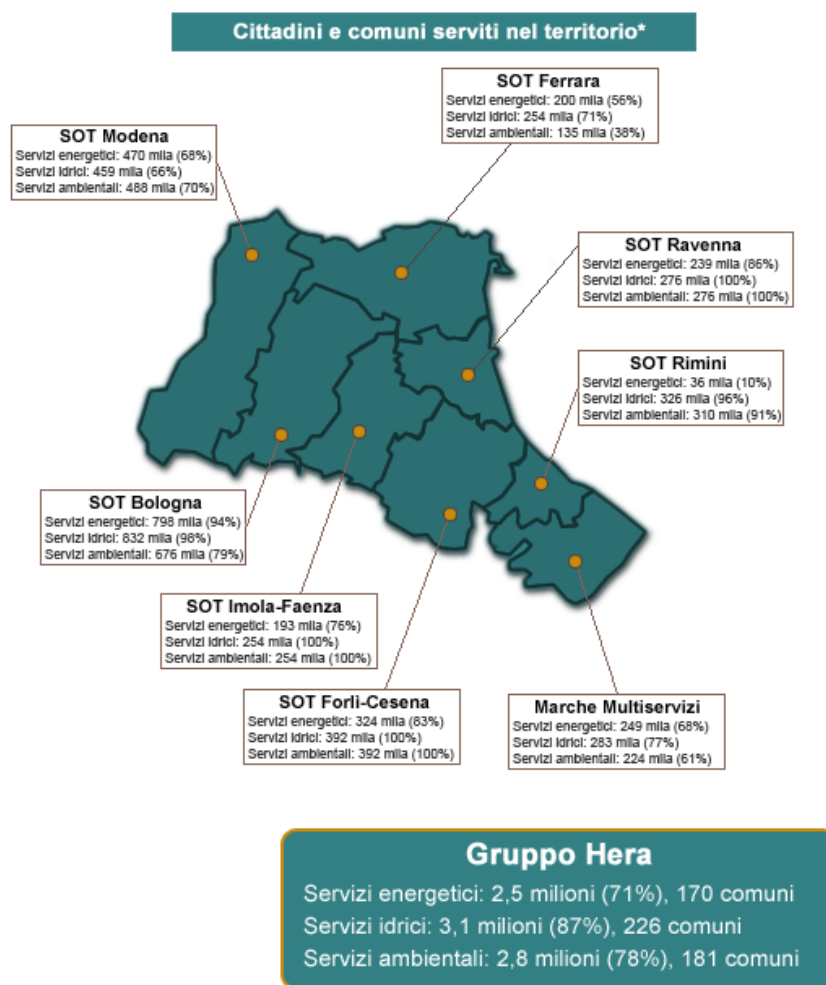 Cittadini e comuni serviti nel territorio*
SOT Ferrara
Servizi energetici: 200 mila (56%)
Servizi idrici: 254 mila (71%)
Servizi ambientali: 135 mila (38%)
SOT Modena
Servizi energetici: 470 mila (68%)
Servizi idrici: 459 mila (66%)
Servizi ambientali: 488 mila (70%)
SOT Ravenna
Servizi energetici: 239 mila (86%)
Servizi idrici: 276 mila (100%)
Servizi ambientali: 276 mila (100%)
SOT Rimini
Servizi energetici: 36 mila (10%)
Servizi idrici: 326 mila (96%)
Servizi ambientali: 310 mila (91%)
SOT Bologna
Servizi energetici: 798 mila (94%)
Servizi idrici: 832 mila (98%)
Servizi ambientali: 676 mila (79%)
SOT Imola-Faenza
Servizi energetici: 193 mila (76%)
Servizi idrici: 254 mila (100%)
Servizi ambientali: 254 mila (100%)
SOT Forlì-Cesena
Servizi energetici: 324 mila (83%)
Servizi idrici: 392 mila (100%)
Servizi ambientali: 392 mila (100%)
Marche Multiservizi
Servizi energetici: 249 mila (68%)
Servizi idrici: 283 mila (77%)
Servizi ambientali: 224 mila (61%)
Gruppo Hera
Servizi energetici: 2,5 milioni (71%), 170 comuni
Servizi idrici: 3,1 milioni (87%), 226 comuni
Servizi ambientali: 2,8 milioni (78%), 181 comuni